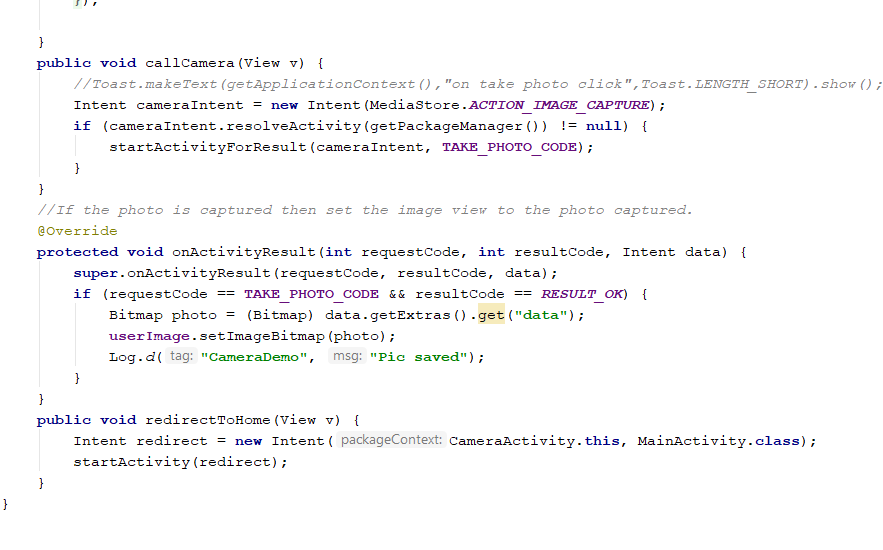 });
}
public void callCamera(View v) {
//Toast.makeText(getApplicationContext(),"on take photo click",Toast.LENGTH_SHORT).show();
Intent cameraIntent = new Intent(MediaStore.ACTION_IMAGE_CAPTURE);
if (cameraIntent.resolveActivity(getPackageManager()) != null) {
startActivityForResult(cameraIntent, TAKE_PHOTO_CODE);
}
}
//If the photo is captured then set the image view to the photo captured.
@Override
protected void onActivityResult(int requestCode, int resultCode, Intent data) {
super.onActivityResult(requestCode, resultCode, data);
if (requestCode == TAKE_PHOTO_CODE && resultCode == RESULT_OK) {
Bitmap photo = (Bitmap) data.getExtras().get("data");
userImage.setImageBitmap(photo);
Log.d( tag: "CameraDemo", msg: "Pic saved");
}
}
public void redirectToHome(View v) {
Intent redirect = new Intent( packageContext: CameraActivity.this, MainActivity.class);
startActivity(redirect);
}
}